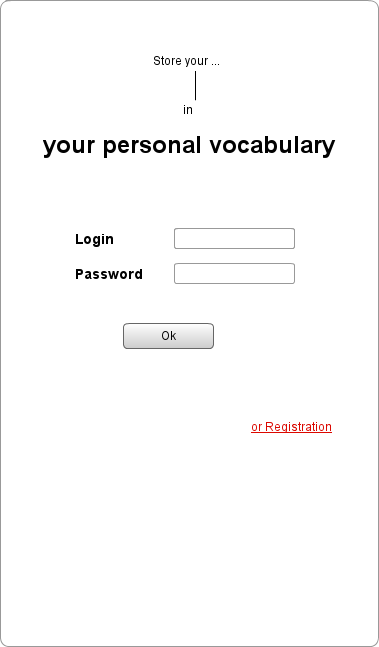 Store your ...
in
your personal vocabulary
Login
Password
Ok
or Registration